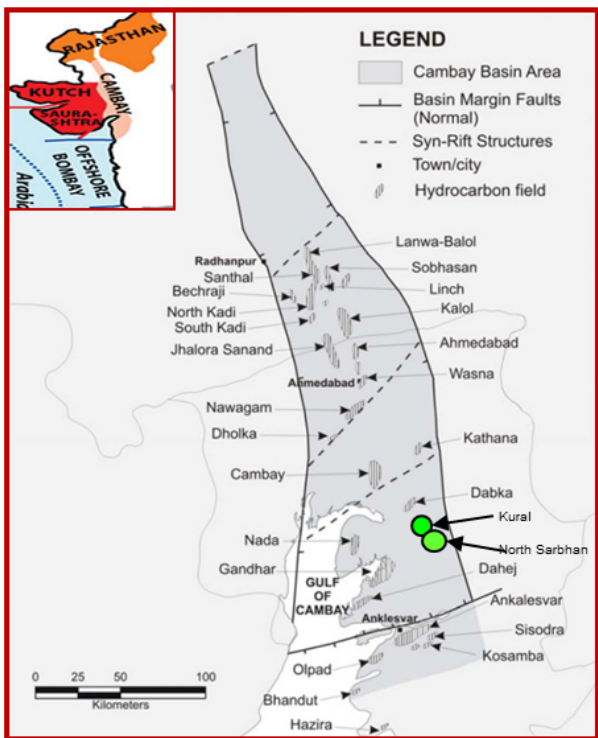 RAJASTHAN
KUTCH
SAURA-
SHTRA
CAMBAY
OFFSHORE
BOMBAY
Arabic
LEGEND
Cambay Basin Area
Basin Margin Faults
(Normal)
Syn-Rift Structures
Town/city
Hydrocarbon field
Lanwa-Balol
Radhanpur
Santhal
Sobhasan
Bechraji
Linch
North Kadi
South Kadi
Kalol
Jhalora Sanand
Ahmedabad
Ahmedabad
Wasna
Nawagam
Dholka
Kathana
Cambay
Dabka
Kural
Nada
North Sarbhan
Gandhar
Dahej
GULF
OF
CAMBAY
Ankalesvar
Anklesvar
Sisodra
Olpad
Kosamba
Bhandut
Hazira
0 25 50 100
Kilometers